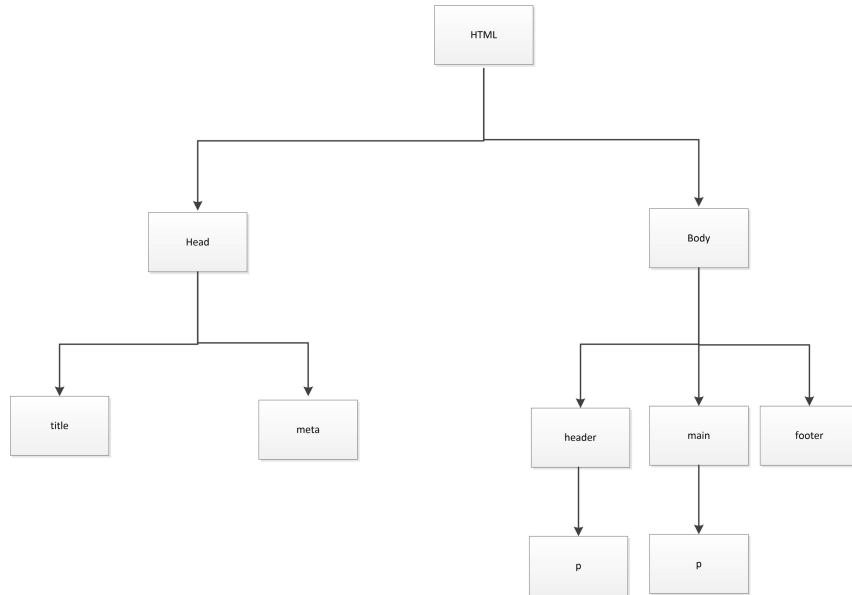 HTML
Head
Body
title
meta
header
main
footer
p
p